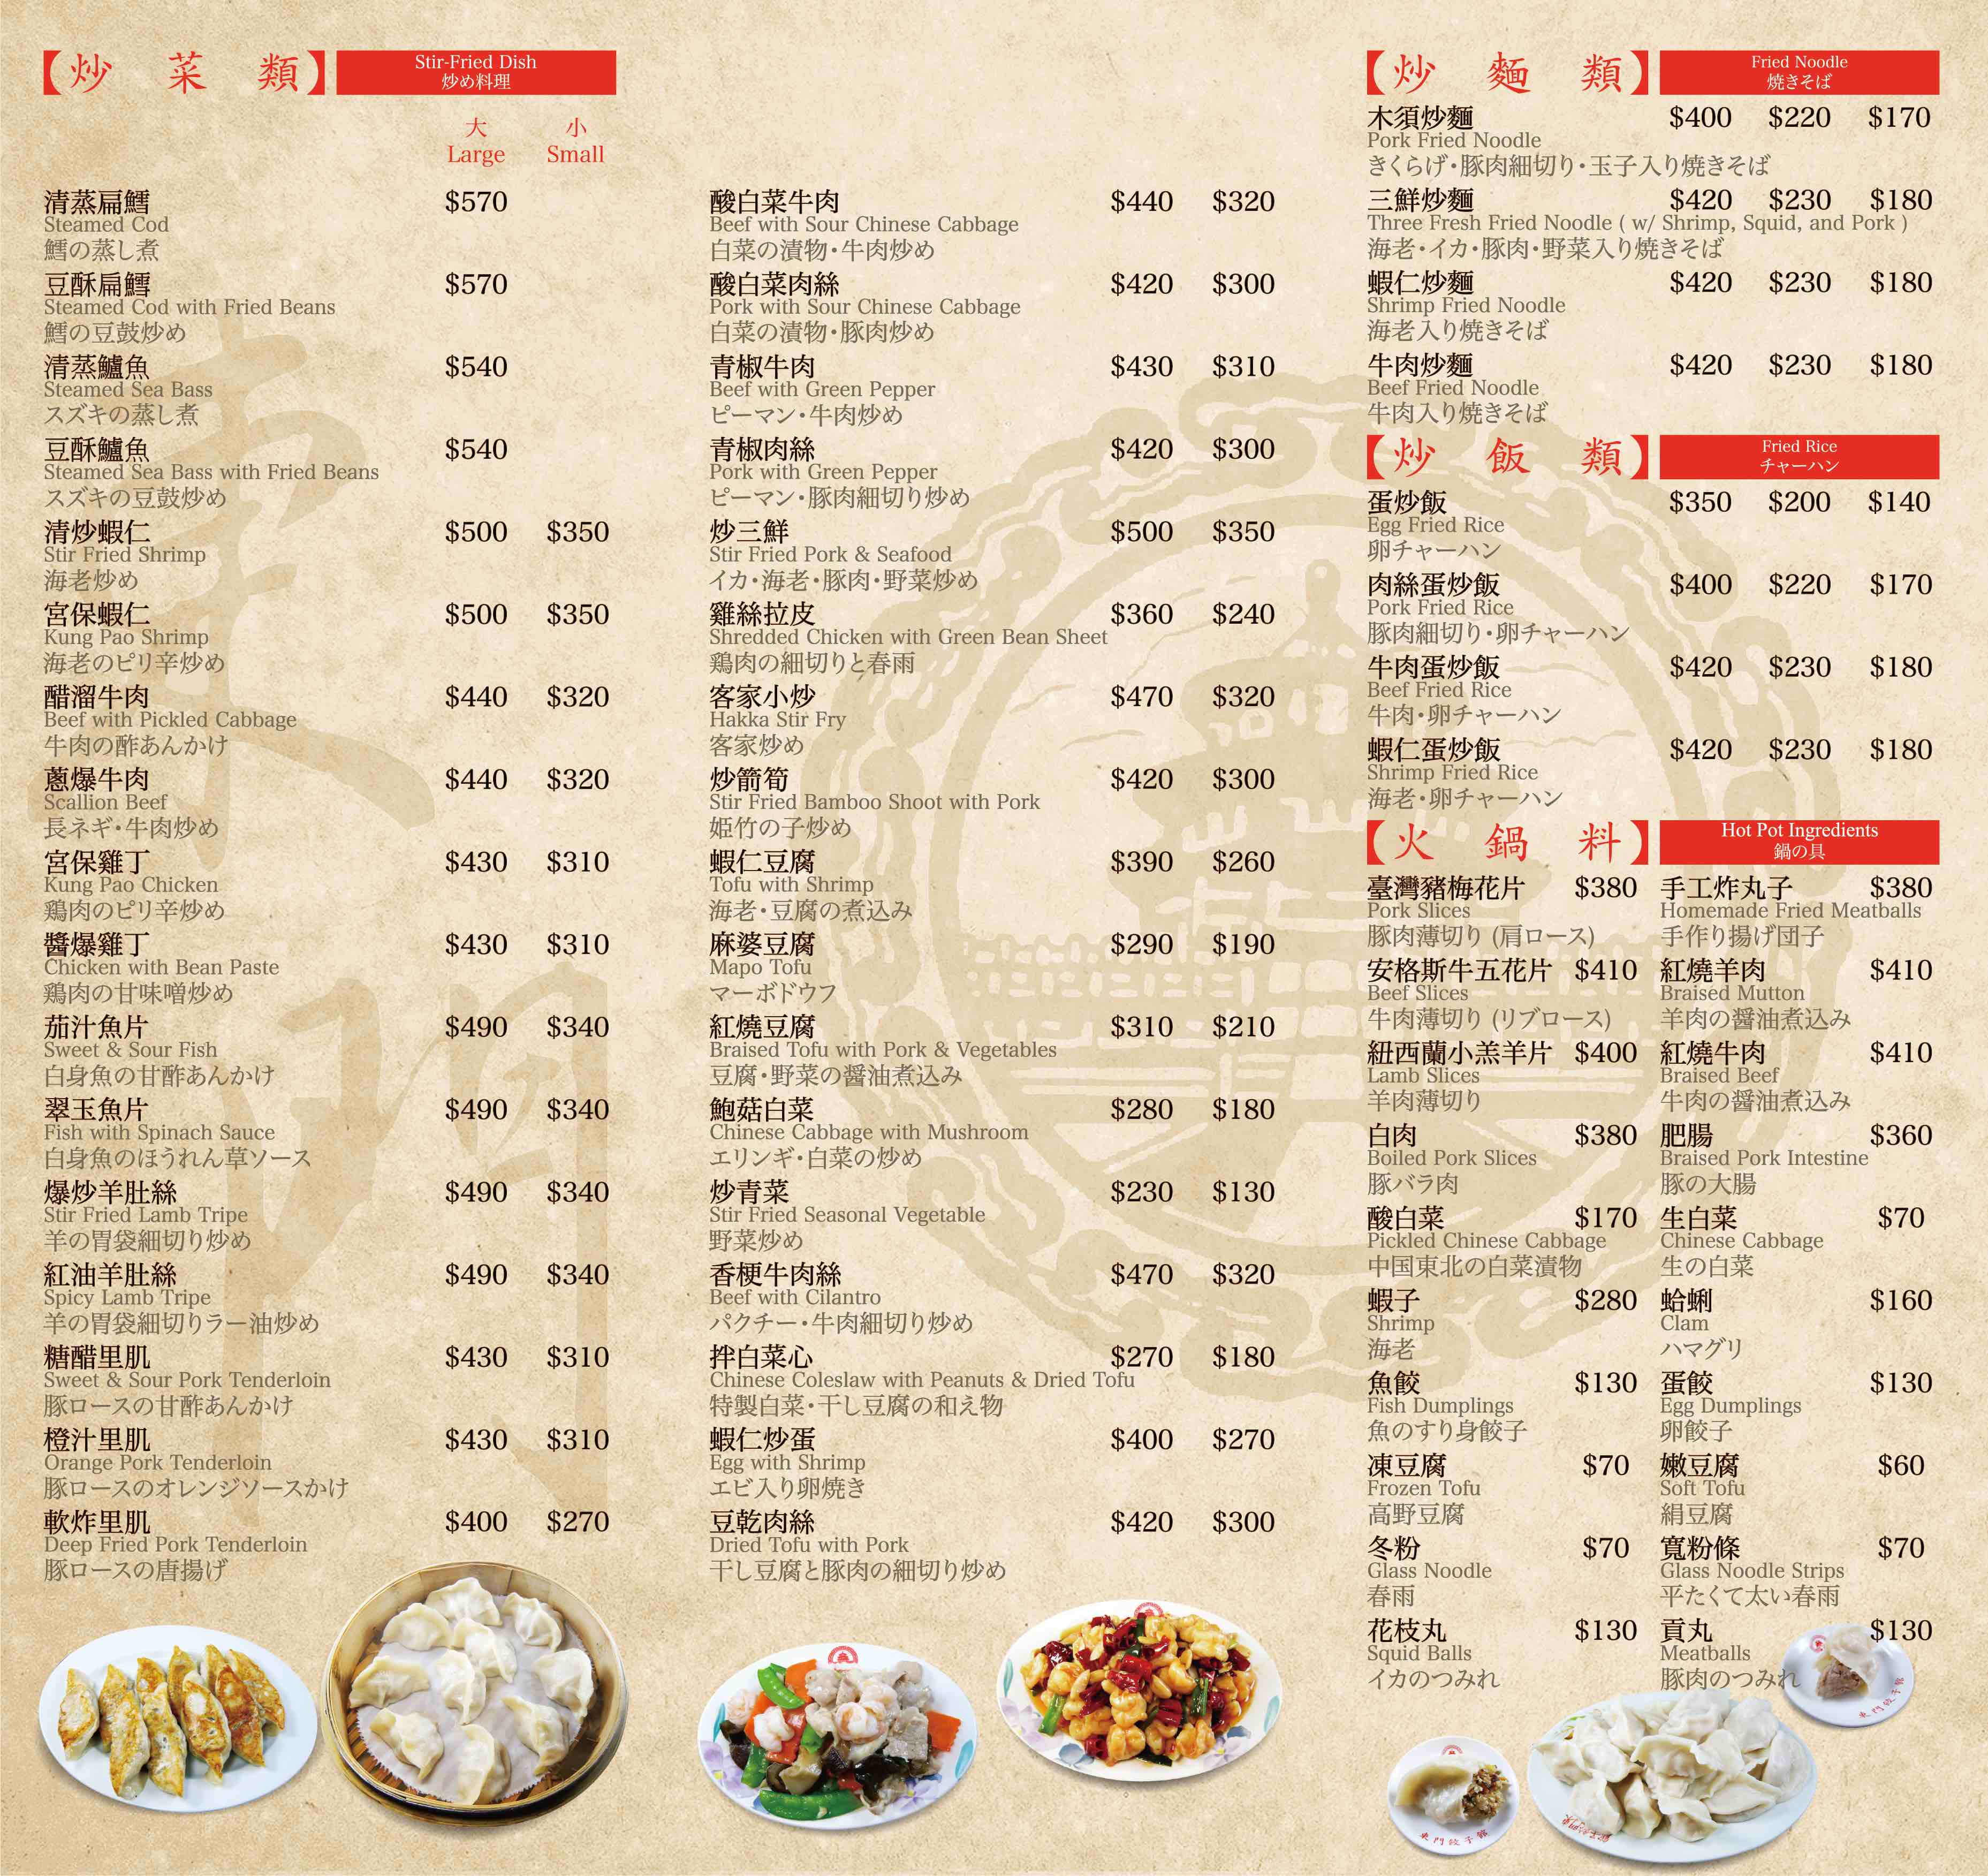 【炒 菜 類】
Stir-Fried Dish
炒め料理
大 小
Large Small
清蒸扁鱈 $570
Steamed Cod
鱈の蒸し煮
豆酥扁鱈 $570
Steamed Cod with Fried Beans
鱈の豆鼓炒め
清蒸鱸魚 $540
Steamed Sea Bass
スズキの蒸し煮
豆酥鱸魚 $540
Steamed Sea Bass with Fried Beans
スズキの豆鼓炒め
清炒蝦仁 $500 $350
Stir Fried Shrimp
海老炒め
宮保蝦仁 $500 $350
Kung Pao Shrimp
海老のピリ辛炒め
醋溜牛肉 $440 $320
Beef with Pickled Cabbage
牛肉の酢あんかけ
蔥爆牛肉 $440 $320
Scallion Beef
長ネギ・牛肉炒め
宮保雞丁 $430 $310
Kung Pao Chicken
鶏肉のピリ辛炒め
醬爆雞丁 $430 $310
Chicken with Bean Paste
鶏肉の甘味噌炒め
茄汁魚片 $490 $340
Sweet & Sour Fish
白身魚の甘酢あんかけ
翠玉魚片 $490 $340
Fish with Spinach Sauce
白身魚のほうれん草ソース
爆炒羊肚絲 $490 $340
Stir Fried Lamb Tripe
羊の胃袋細切り炒め
紅油羊肚絲 $490 $340
Spicy Lamb Tripe
羊の胃袋細切りラー油炒め
糖醋里肌 $430 $310
Sweet & Sour Pork Tenderloin
豚ロースの甘酢あんかけ
橙汁里肌 $430 $310
Orange Pork Tenderloin
豚ロースのオレンジソースかけ
軟炸里肌 $400 $270
Deep Fried Pork Tenderloin
豚ロースの唐揚げ
酸白菜牛肉 $440 $320
Beef with Sour Chinese Cabbage
白菜の漬物・牛肉炒め
酸白菜肉絲 $420 $300
Pork with Sour Chinese Cabbage
白菜の漬物・豚肉炒め
青椒牛肉 $430 $310
Beef with Green Pepper
ピーマン・牛肉炒め
青椒肉絲 $420 $300
Pork with Green Pepper
ピーマン・豚肉細切り炒め
炒三鮮 $500 $350
Stir Fried Pork & Seafood
イカ・海老・豚肉・野菜炒め
雞絲拉皮 $360 $240
Shredded Chicken with Green Bean Sheet
鶏肉の細切りと春雨
客家小炒 $470 $320
Hakka Stir Fry
客家炒め
炒箭筍 $420 $300
Stir Fried Bamboo Shoot with Pork
姫竹の子炒め
蝦仁豆腐 $390 $260
Tofu with Shrimp
海老・豆腐の煮込み
麻婆豆腐 $290 $190
Mapo Tofu
マーボドウフ
紅燒豆腐 $310 $210
Braised Tofu with Pork & Vegetables
豆腐・野菜の醤油煮込み
鮑菇白菜 $280 $180
Chinese Cabbage with Mushroom
エリンギ・白菜の炒め
炒青菜 $230 $130
Stir Fried Seasonal Vegetable
野菜炒め
香梗牛肉絲 $470 $320
Beef with Cilantro
パクチー・牛肉細切り炒め
拌白菜心 $270 $180
Chinese Coleslaw with Peanuts & Dried Tofu
特製白菜・干し豆腐の和え物
蝦仁炒蛋 $400 $270
Egg with Shrimp
エビ入り卵焼き
豆乾肉絲 $420 $300
Dried Tofu with Pork
干し豆腐と豚肉の細切り炒め
【炒 麵 類】
Fried Noodle
焼きそば
木須炒麵 $400 $220 $170
Pork Fried Noodle
きくらげ・豚肉細切り・玉子入り焼きそば
三鮮炒麵 $420 $230 $180
Three Fresh Fried Noodle ( w/ Shrimp, Squid, and Pork )
海老・イカ・豚肉・野菜入り焼きそば
蝦仁炒麵 $420 $230 $180
Shrimp Fried Noodle
海老入り焼きそば
牛肉炒麵 $420 $230 $180
Beef Fried Noodle
牛肉入り焼きそば
【炒 飯 類】
Fried Rice
チャーハン
蛋炒飯 $350 $200 $140
Egg Fried Rice
卵チャーハン
肉絲蛋炒飯 $400 $220 $170
Pork Fried Rice
豚肉細切り・卵チャーハン
牛肉蛋炒飯 $420 $230 $180
Beef Fried Rice
牛肉・卵チャーハン
蝦仁蛋炒飯 $420 $230 $180
Shrimp Fried Rice
海老・卵チャーハン
【火 鍋 料】
Hot Pot Ingredients
鍋の具
臺灣豬梅花片 $380 手工炸丸子 $380
Pork Slices Homemade Fried Meatballs
豚肉薄切り (肩ロース) 手作り揚げ団子
安格斯牛五花片 $410 紅燒羊肉 $410
Beef Slices Braised Mutton
牛肉薄切り (リブロース) 羊肉の醤油煮込み
紐西蘭小羔羊片 $400 紅燒牛肉 $410
Lamb Slices Braised Beef
羊肉薄切り 牛肉の醤油煮込み
白肉 $380 肥腸 $360
Boiled Pork Slices Braised Pork Intestine
豚バラ肉 豚の大腸
酸白菜 $170 生白菜 $70
Pickled Chinese Cabbage Chinese Cabbage
中国東北の白菜漬物 生の白菜
蝦子 $280 蛤蜊 $160
Shrimp Clam
海老 ハマグリ
魚餃 $130 蛋餃 $130
Fish Dumplings Egg Dumplings
魚のすり身餃子 卵餃子
凍豆腐 $70 嫩豆腐 $60
Frozen Tofu Soft Tofu
高野豆腐 絹豆腐
冬粉 $70 寬粉條 $70
Glass Noodle Glass Noodle Strips
春雨 平たくて太い春雨
花枝丸 $130 貢丸 $130
Squid Balls Meatballs
イカのつみれ 豚肉のつみれ
東門餃子館
東門餃子館
東門餃子館